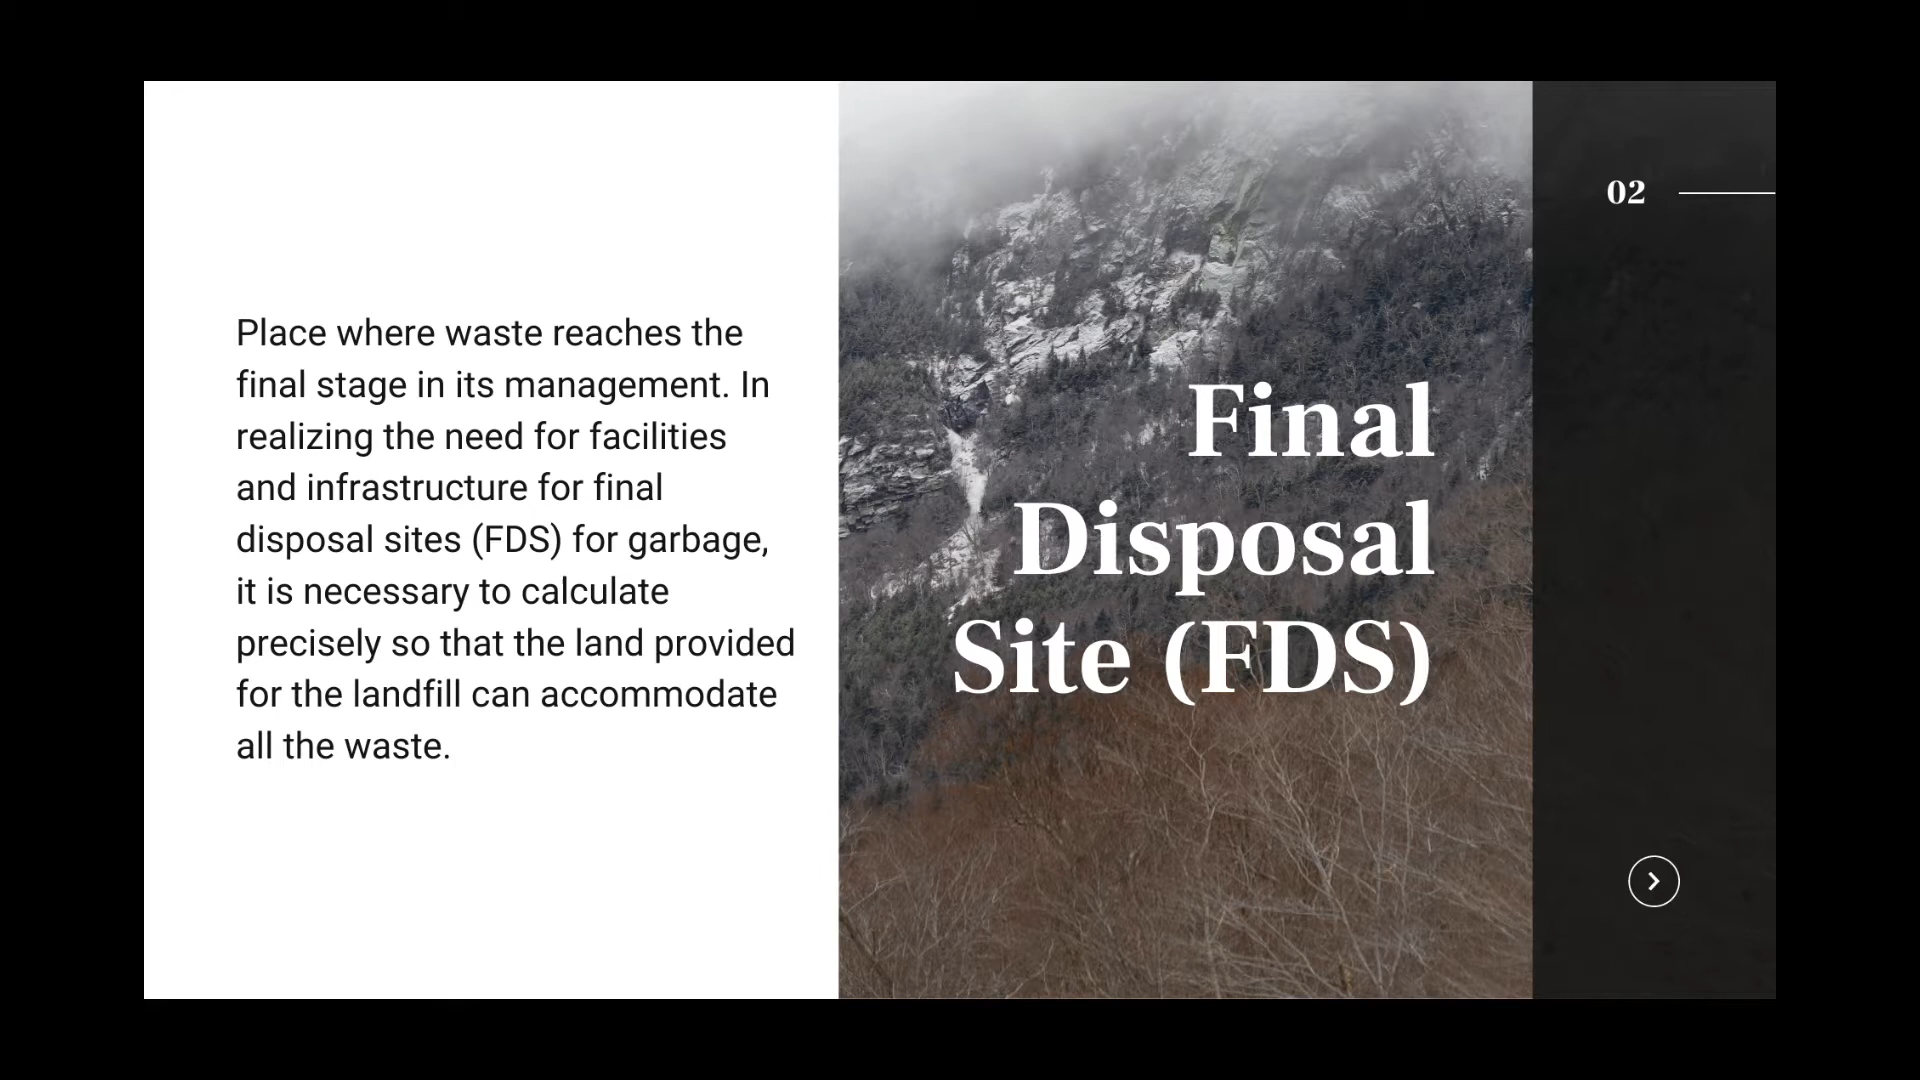 Place where waste reaches the
final stage in its management. In
realizing the need for facilities
and infrastructure for final
disposal sites (FDS) for garbage,
it is necessary to calculate
precisely so that the land provided
for the landfill can accommodate
all the waste.
Final
Disposal
Site (FDS)
02